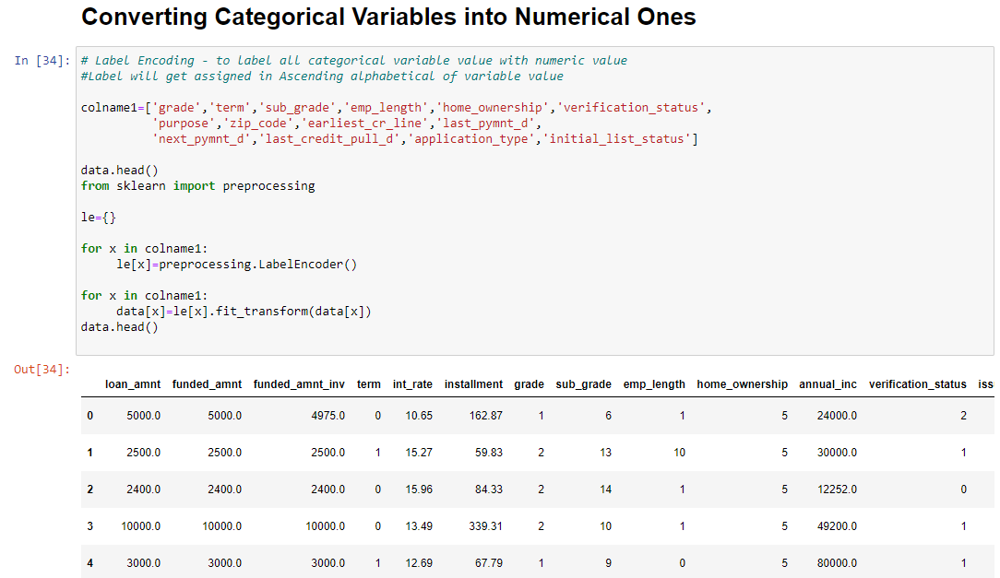 Converting Categorical Variables into Numerical Ones
In [34]: # Label Encoding - to label all categorical variable value with numeric value
#Label will get assigned in Ascending alphabetical of variable value
colname1=['grade','term','sub_grade','emp_length','home_ownership','verification_status',
'purpose','zip_code','earliest_cr_line','last_pymnt_d',
'next_pymnt_d','last_credit_pull_d','application_type','initial_list_status']
data.head()
from sklearn import preprocessing
le={}
for x in colname1:
le[x]=preprocessing.LabelEncoder()
for x in colname1:
data[x]=le[x].fit_transform(data[x])
data.head()
Out[34]:
loan_amnt funded_amnt funded_amnt_inv term int_rate installment grade sub_grade emp_length home_ownership annual_inc verification_status iss
0 5000.0 5000.0 4975.0 0 10.65 162.87 1 6 1 5 24000.0 2
1 2500.0 2500.0 2500.0 1 15.27 59.83 2 13 10 5 30000.0 1
2 2400.0 2400.0 2400.0 0 15.96 84.33 2 14 1 5 12252.0 0
3 10000.0 10000.0 10000.0 0 13.49 339.31 2 10 1 5 49200.0 1
4 3000.0 3000.0 3000.0 1 12.69 67.79 1 9 0 5 80000.0 1